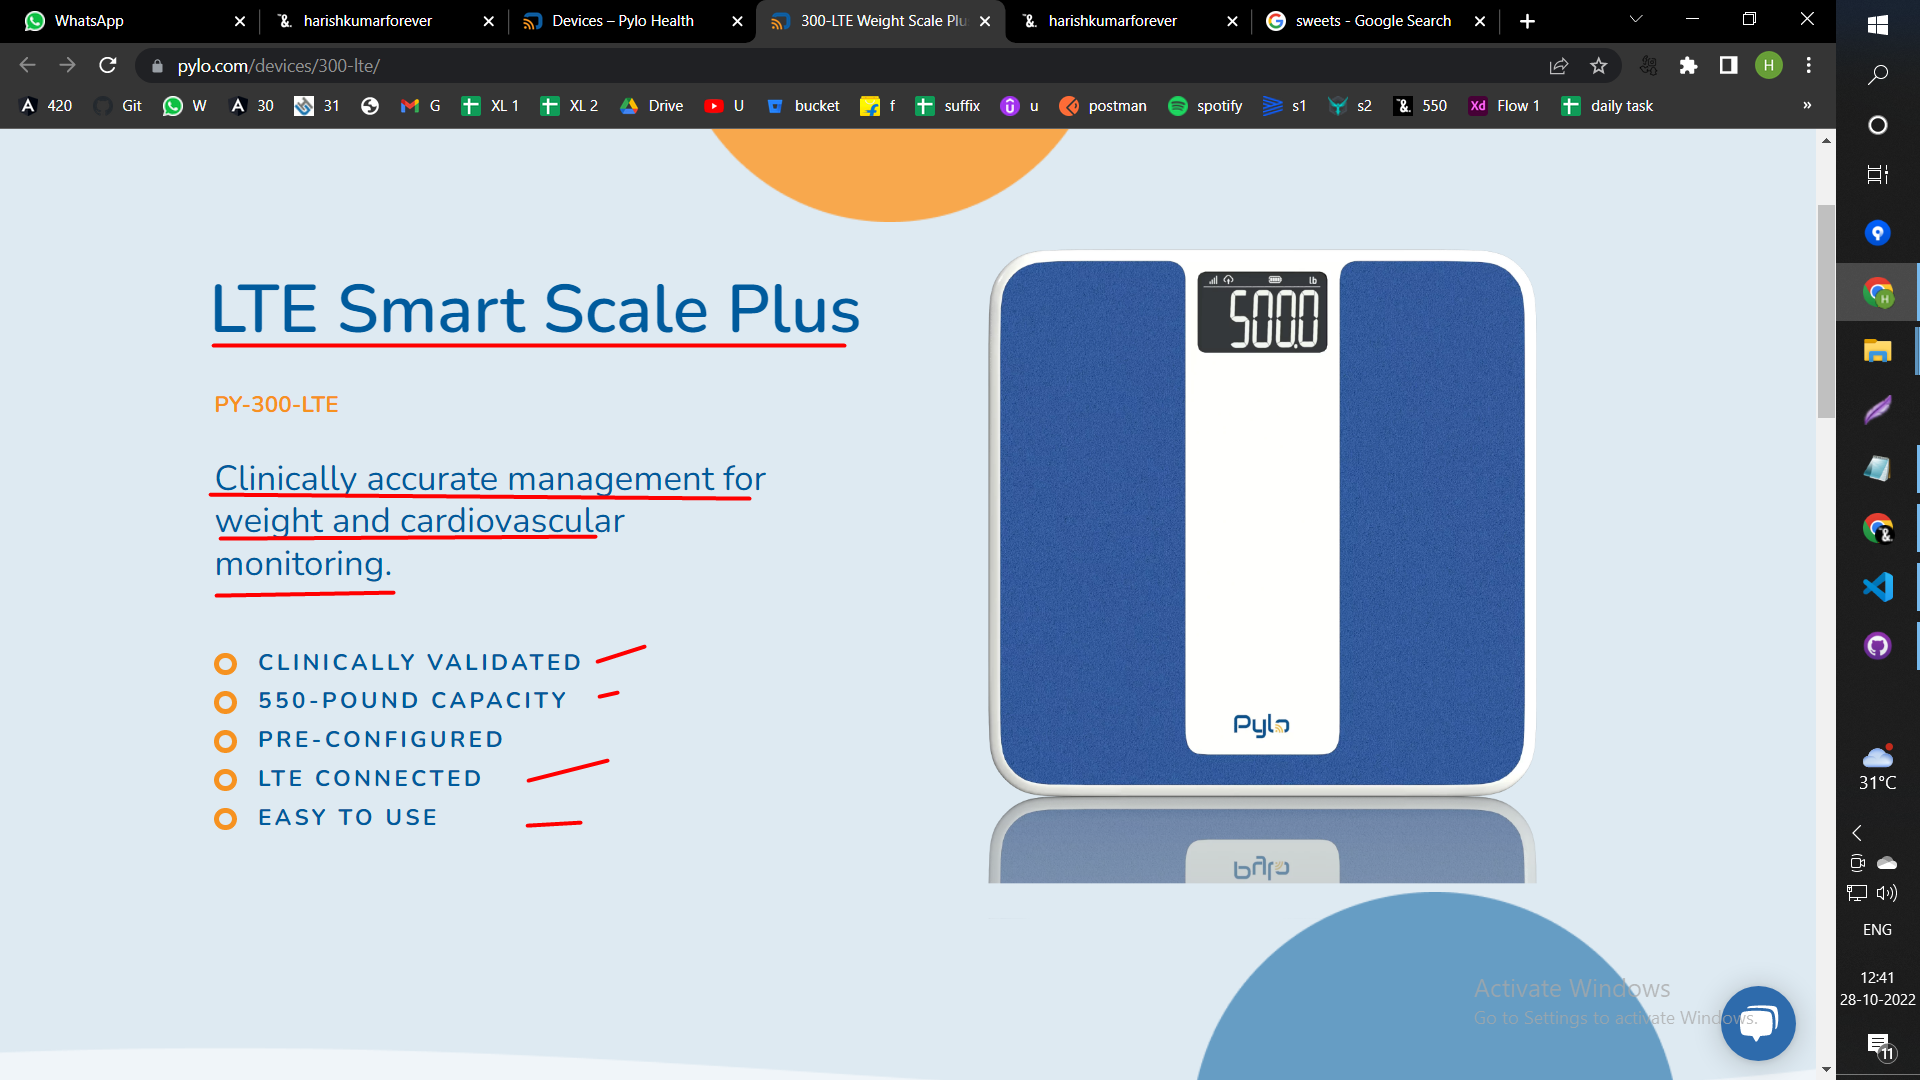 WhatsApp
harishkumarforever
Devices – Pylo Health
300-LTE Weight Scale Plu
harishkumarforever
sweets - Google Search
pylo.com/devices/300-lte/
H
420
Git
W
30
31
G
XL 1
XL 2
Drive
U
bucket
f
suffix
u
postman
spotify
s1
s2
550
Xd Flow 1
daily task
»
LTE Smart Scale Plus
PY-300-LTE
Clinically accurate management for
weight and cardiovascular
monitoring.
CLINICALLY VALIDATED
550-POUND CAPACITY
PRE-CONFIGURED
LTE CONNECTED
EASY TO USE
lb
500.0
Pylo
Activate Windows
Go to Settings to activate Windows.
31°C
ENG
12:41
28-10-2022
11